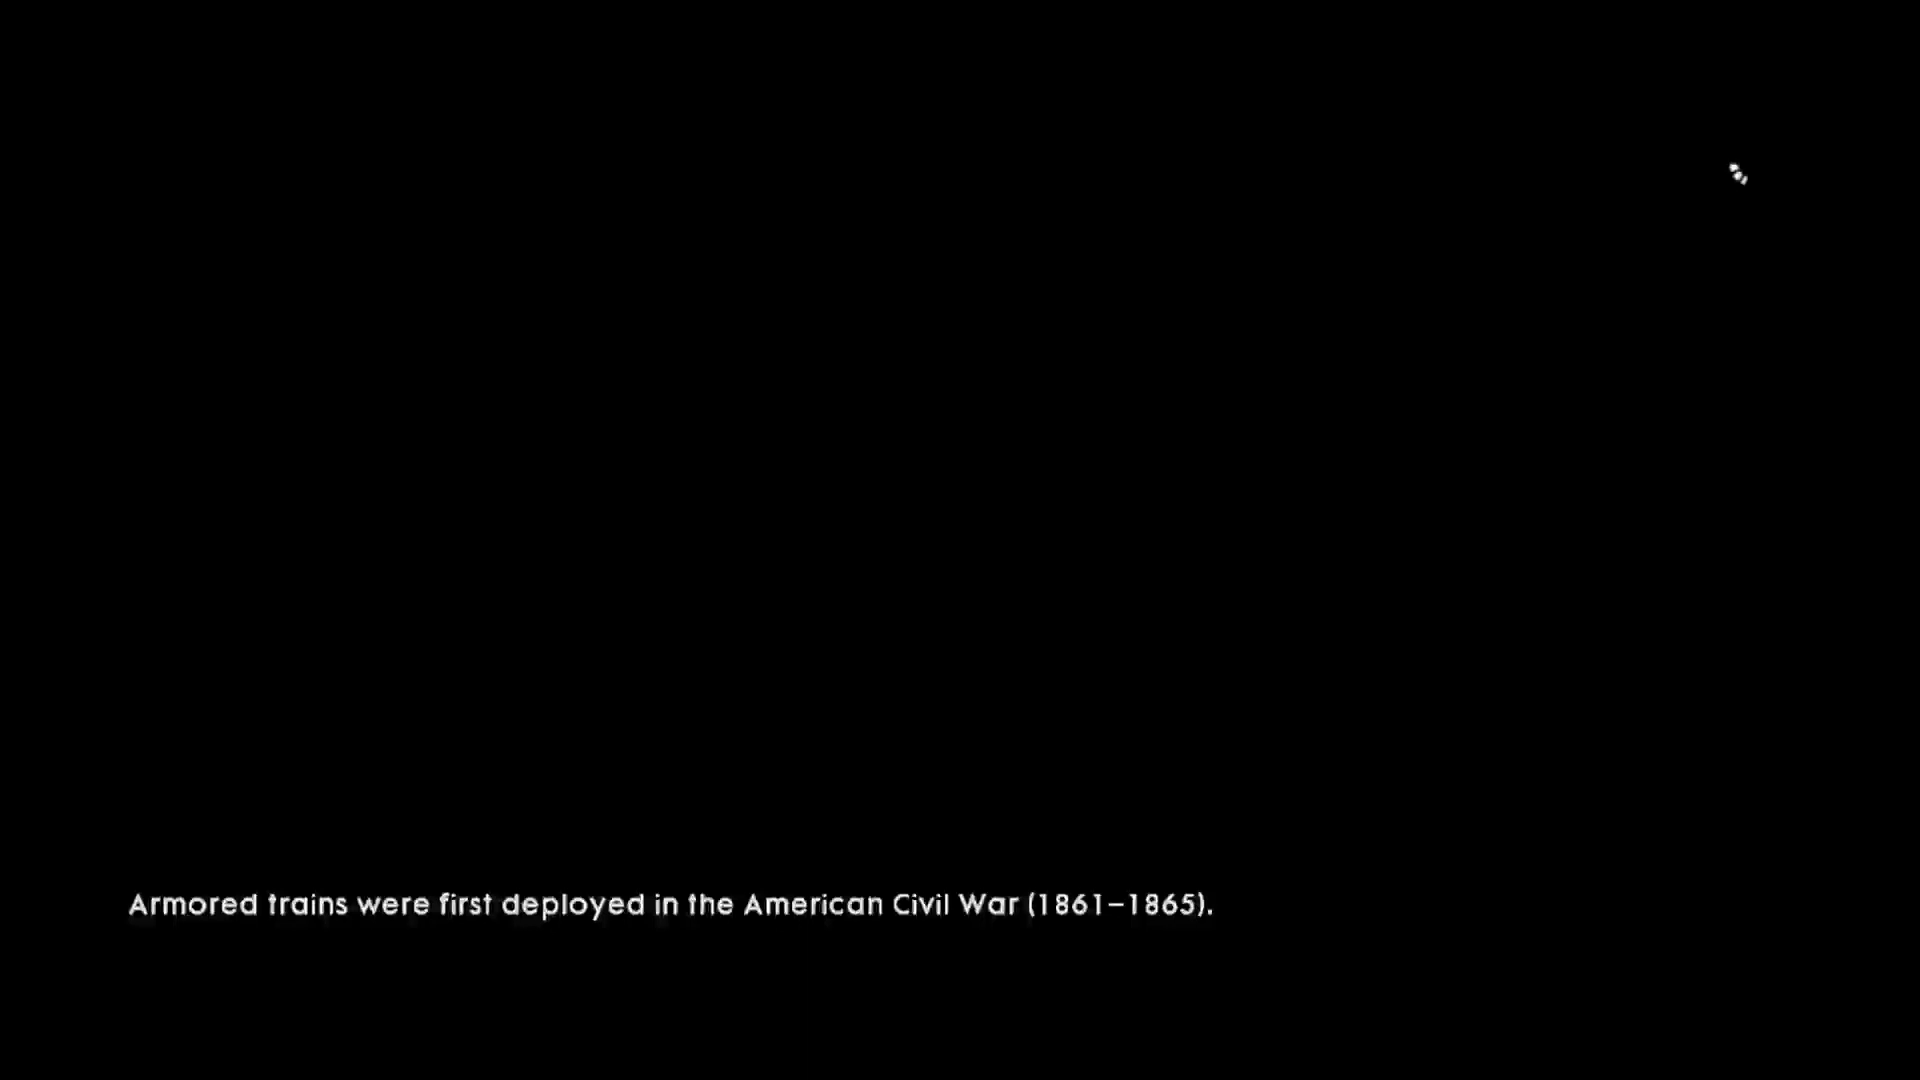 Armored trains were first deployed in the American Civil War (1861–1865).